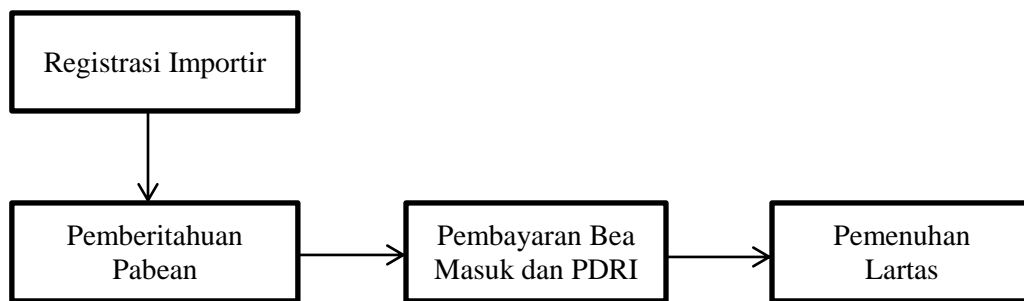 Registrasi Importir
Pemberitahuan
Pabean
Pembayaran Bea
Masuk dan PDRI
Pemenuhan
Lartas